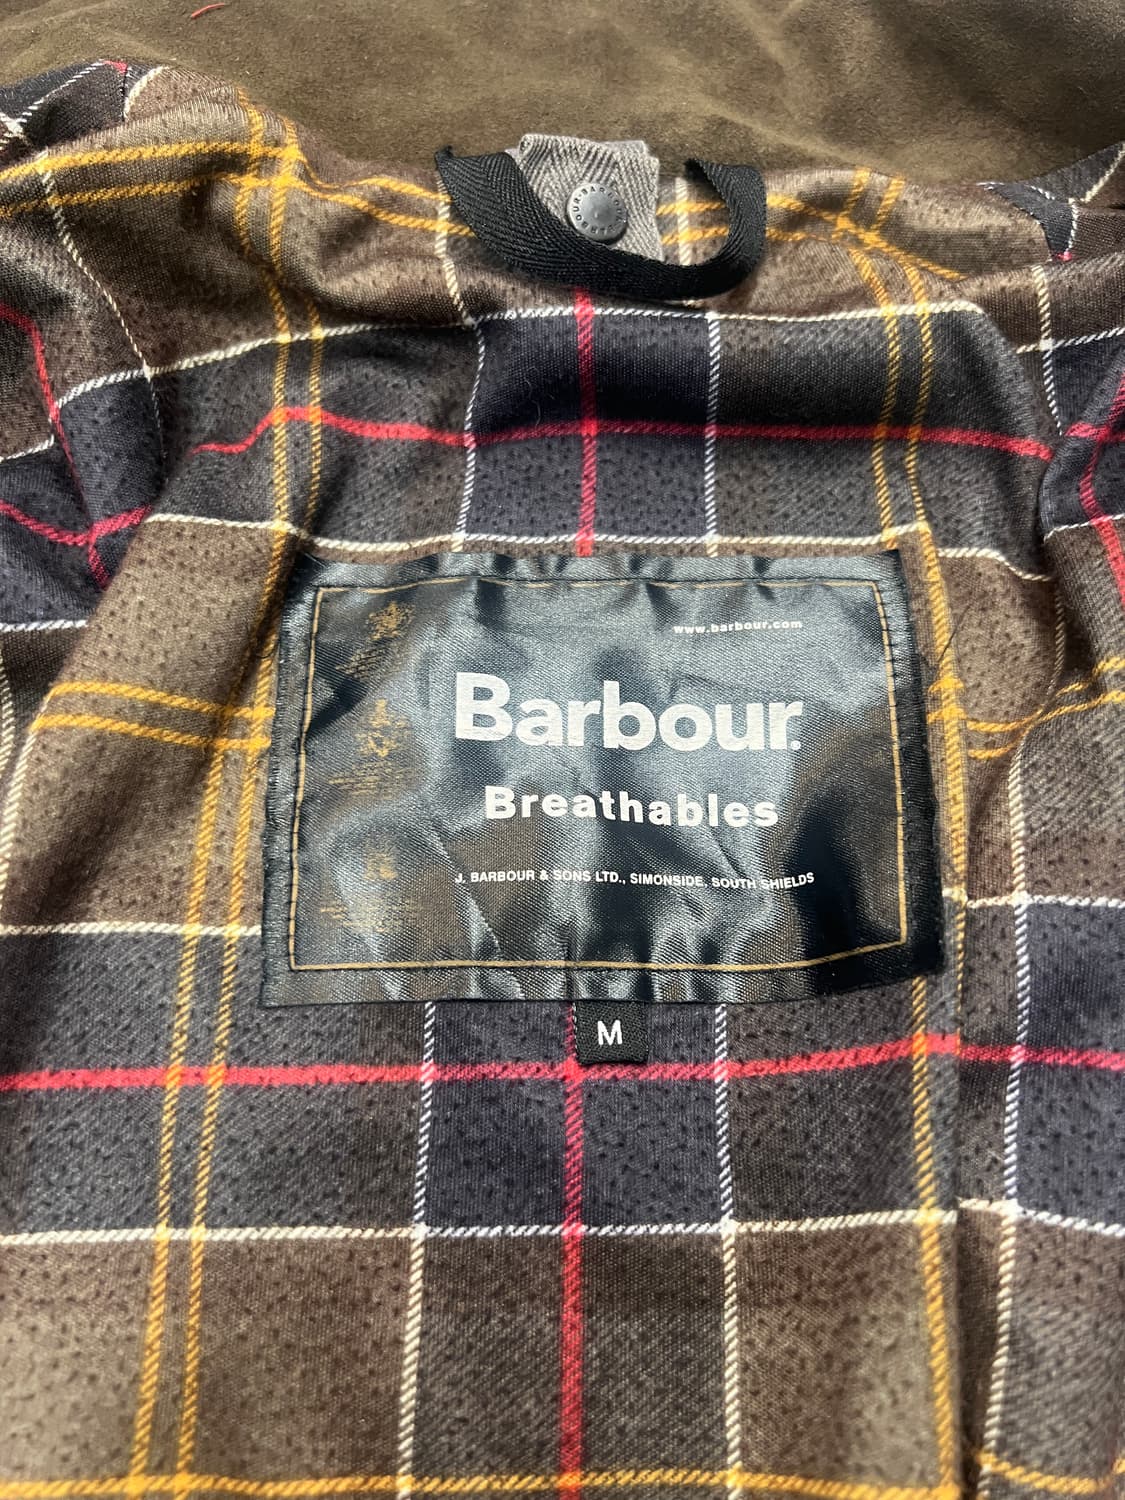 www.barbour.com
Barbour.
Breathables
J. BARBOUR & SONS LTD., SIMONSIDE, SOUTH SHIELDS
M